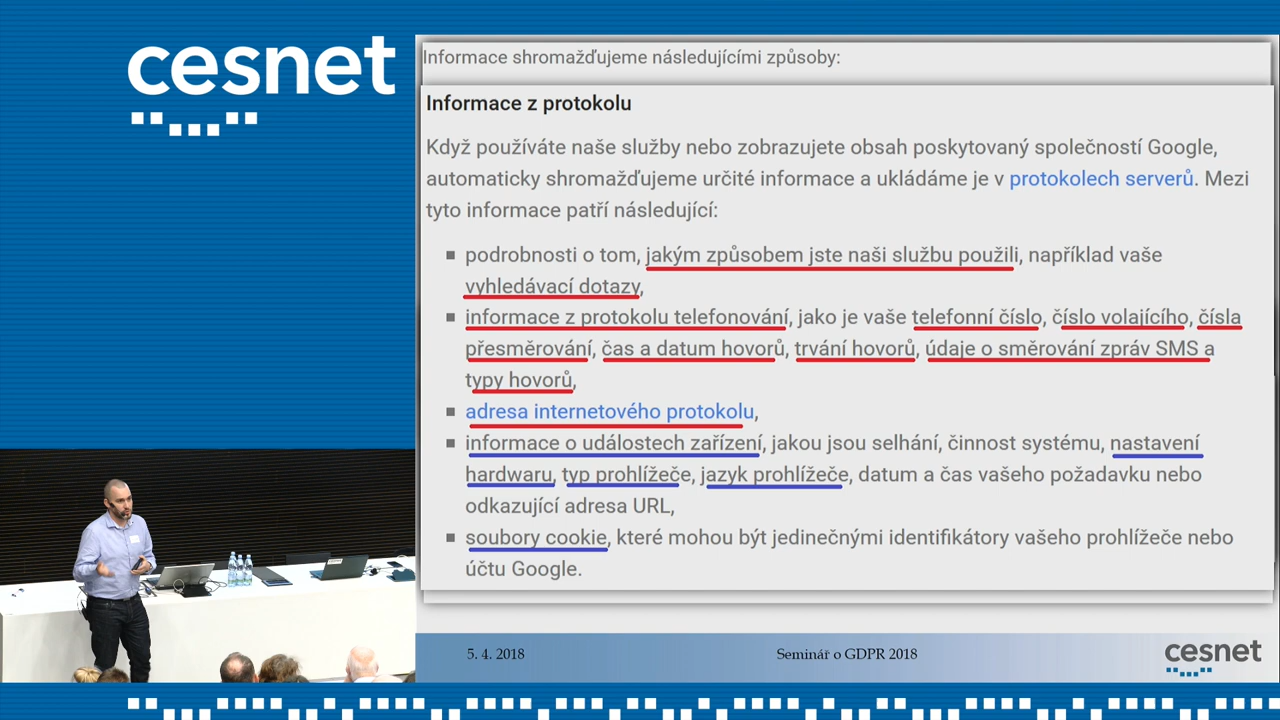 cesnet
Informace shromažďujeme následujícími způsoby:
Informace z protokolu
Když používáte naše služby nebo zobrazujete obsah poskytovaný společností Google,
automaticky shromažďujeme určité informace a ukládáme je v protokolech serverů. Mezi
tyto informace patří následující:
podrobnosti o tom, jakým způsobem jste naši službu použili, například vaše
vyhledávací dotazy,
informace z protokolu telefonování, jako je vaše telefonní číslo, číslo volajícího, čísla
přesměrování, čas a datum hovorů, trvání hovorů, údaje o směrování zpráv SMS a
typy hovorů,
adresa internetového protokolu,
informace o událostech zařízení, jakou jsou selhání, činnost systému, nastavení
hardwaru, typ prohlížeče, jazyk prohlížeče, datum a čas vašeho požadavku nebo
odkazující adresa URL,
soubory cookie, které mohou být jedinečnými identifikátory vašeho prohlížeče nebo
účtu Google.
5. 4. 2018
Seminář o GDPR 2018
cesnet